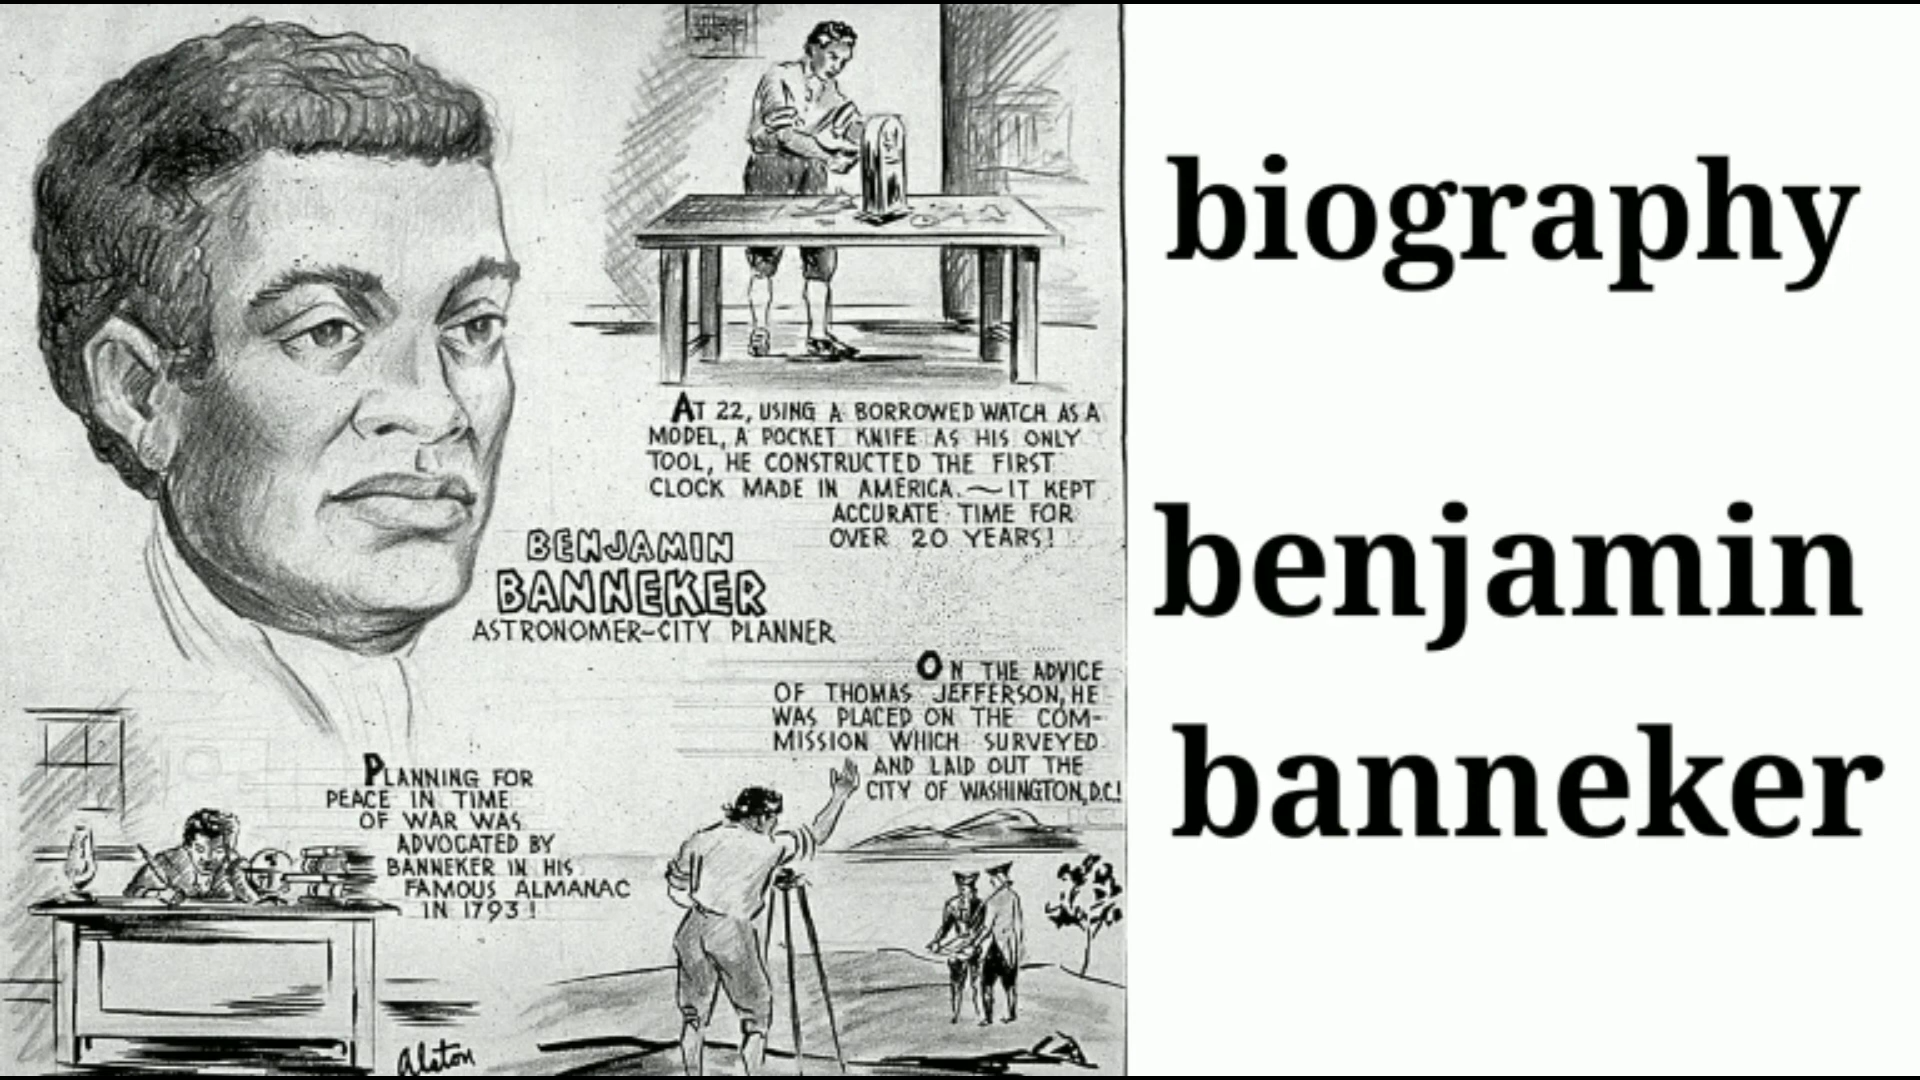 AT 22, USING A BORROWED WATCH AS A
MODEL, A POCKET KNIFE AS HIS ONLY
TOOL, HE CONSTRUCTED THE FIRST
CLOCK MADE IN AMERICA.~IT KEPT
ACCURATE TIME FOR
OVER 20 YEARS!
BENJAMIN
BANNEKER
ASTRONOMER-CITY PLANNER
ON THE ADVICE
OF THOMAS JEFFERSON, HE
WAS PLACED ON THE COM-
MISSION WHICH SURVEYED
AND LAID OUT THE
CITY OF WASHINGTON, D.C.!
PLANNING FOR
PEACE IN TIME
OF WAR WAS
ADVOCATED BY
BANNEKER IN HIS
FAMOUS ALMANAC
IN 1793!
Alston
biography
benjamin
banneker